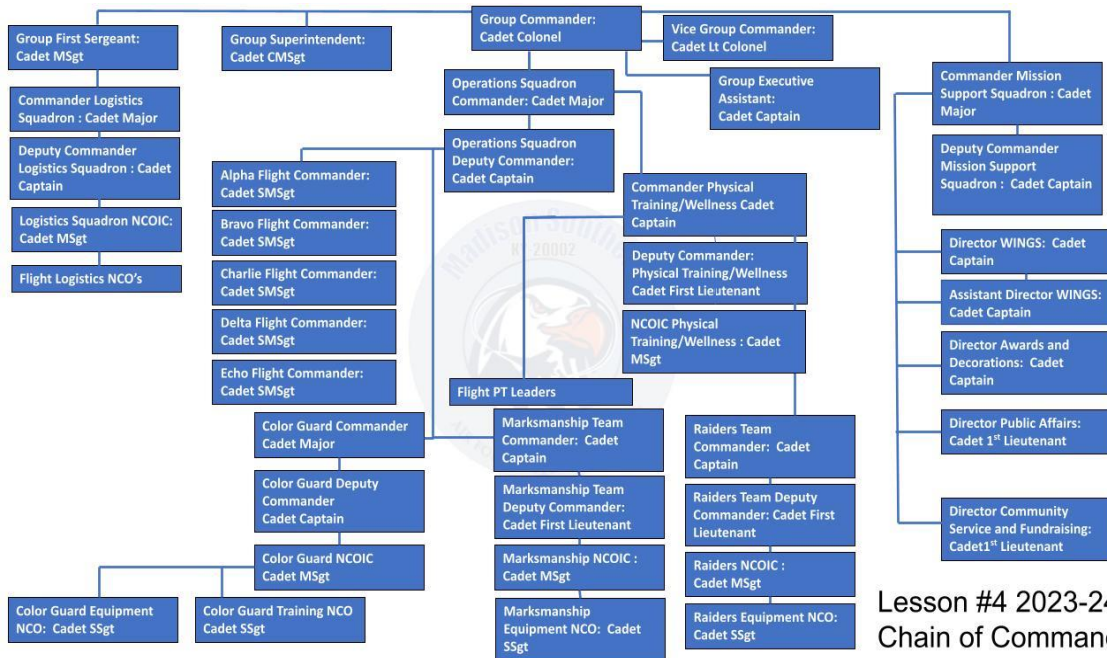 Group Commander:
Cadet Colonel
Group First Sergeant:
Cadet MSgt
Group Superintendent:
Cadet CMSgt
Vice Group Commander:
Cadet Lt Colonel
Operations Squadron
Commander: Cadet Major
Group Executive
Assistant:
Cadet Captain
Commander Mission
Support Squadron : Cadet
Major
Commander Logistics
Squadron : Cadet Major
Deputy Commander
Logistics Squadron : Cadet
Captain
Logistics Squadron NCOIC:
Cadet MSgt
Flight Logistics NCO's
Operations Squadron
Deputy Commander:
Cadet Captain
Deputy Commander
Mission Support
Squadron : Cadet Captain
Alpha Flight Commander:
Cadet SMSgt
Bravo Flight Commander:
Cadet SMSgt
Charlie Flight Commander:
Cadet SMSgt
Delta Flight Commander:
Cadet SMSgt
Echo Flight Commander:
Cadet SMSgt
Commander Physical
Training/Wellness Cadet
Captain
Deputy Commander:
Physical Training/Wellness
Cadet First Lieutenant
NCOIC Physical
Training/Wellness : Cadet
MSgt
Flight PT Leaders
Director WINGS: Cadet
Captain
Assistant Director WINGS:
Cadet Captain
Director Awards and
Decorations: Cadet
Captain
Director Public Affairs:
Cadet 1st Lieutenant
Director Community
Service and Fundraising:
Cadet1st Lieutenant
Color Guard Commander
Cadet Major
Color Guard Deputy
Commander
Cadet Captain
Color Guard NCOIC
Cadet MSgt
Color Guard Equipment
NCO: Cadet SSgt
Color Guard Training NCO
Cadet SSgt
Marksmanship Team
Commander: Cadet
Captain
Marksmanship Team
Deputy Commander:
Cadet First Lieutenant
Marksmanship NCOIC :
Cadet MSgt
Marksmanship
Equipment NCO: Cadet
SSgt
Raiders Team
Commander: Cadet
Captain
Raiders Team Deputy
Commander: Cadet First
Lieutenant
Raiders NCOIC :
Cadet MSgt
Raiders Equipment NCO:
Cadet SSgt
Madison
KY-20002
Lesson #4 2023-24
Chain of Command